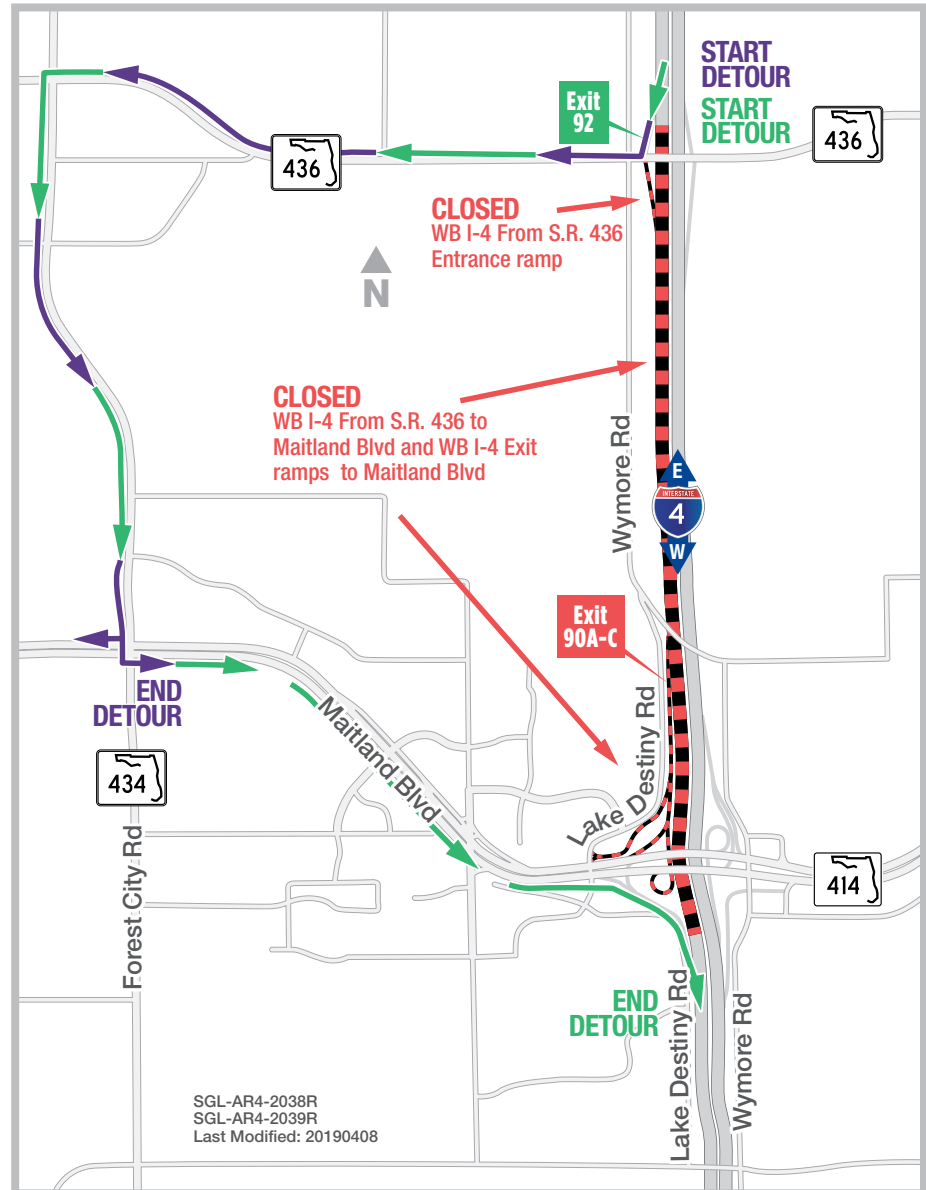 START
DETOUR
START
DETOUR
Exit
92
436
436
CLOSED
WB I-4 From S.R. 436
Entrance ramp
N
CLOSED
WB I-4 From S.R. 436 to
Maitland Blvd and WB I-4 Exit
ramps to Maitland Blvd
Wymore Rd
E
INTERSTATE
4
W
Exit
90A-C
END
DETOUR
Maitland Blvd
Lake Destiny Rd
434
414
Forest City Rd
END
DETOUR
Lake Destiny Rd
Wymore Rd
SGL-AR4-2038R
SGL-AR4-2039R
Last Modified: 20190408